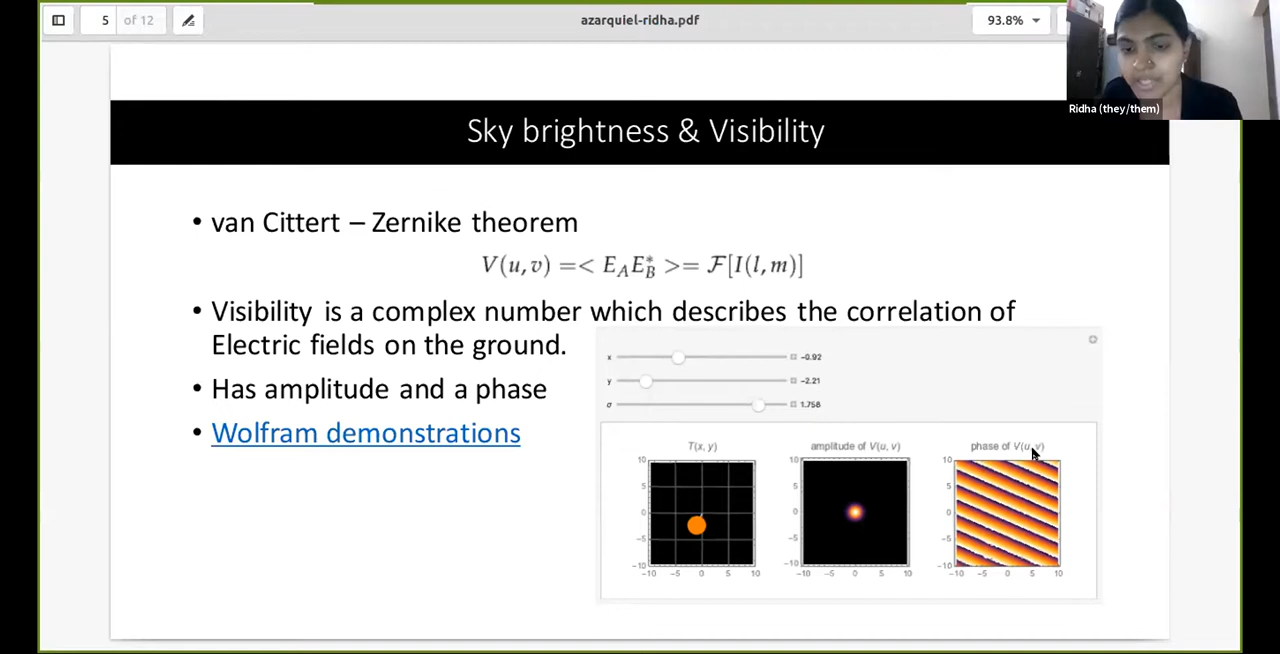 5 of 12
azarquiel-ridha.pdf
93.8%
Ridha (they/them)
Sky brightness & Visibility
• van Cittert – Zernike theorem
V(u, v) =< E_A E_B^* >= ℱ[I(l, m)]
• Visibility is a complex number which describes the correlation of
Electric fields on the ground.
• Has amplitude and a phase
• Wolfram demonstrations
x -0.92
y -2.21
σ 1.758
T(x, y)
amplitude of V(u, v)
phase of V(u, v)
10
5
0
-5
-10
-10 -5 0 5 10
10
5
0
-5
-10
-10 -5 0 5 10
10
5
0
-5
-10
-10 -5 0 5 10